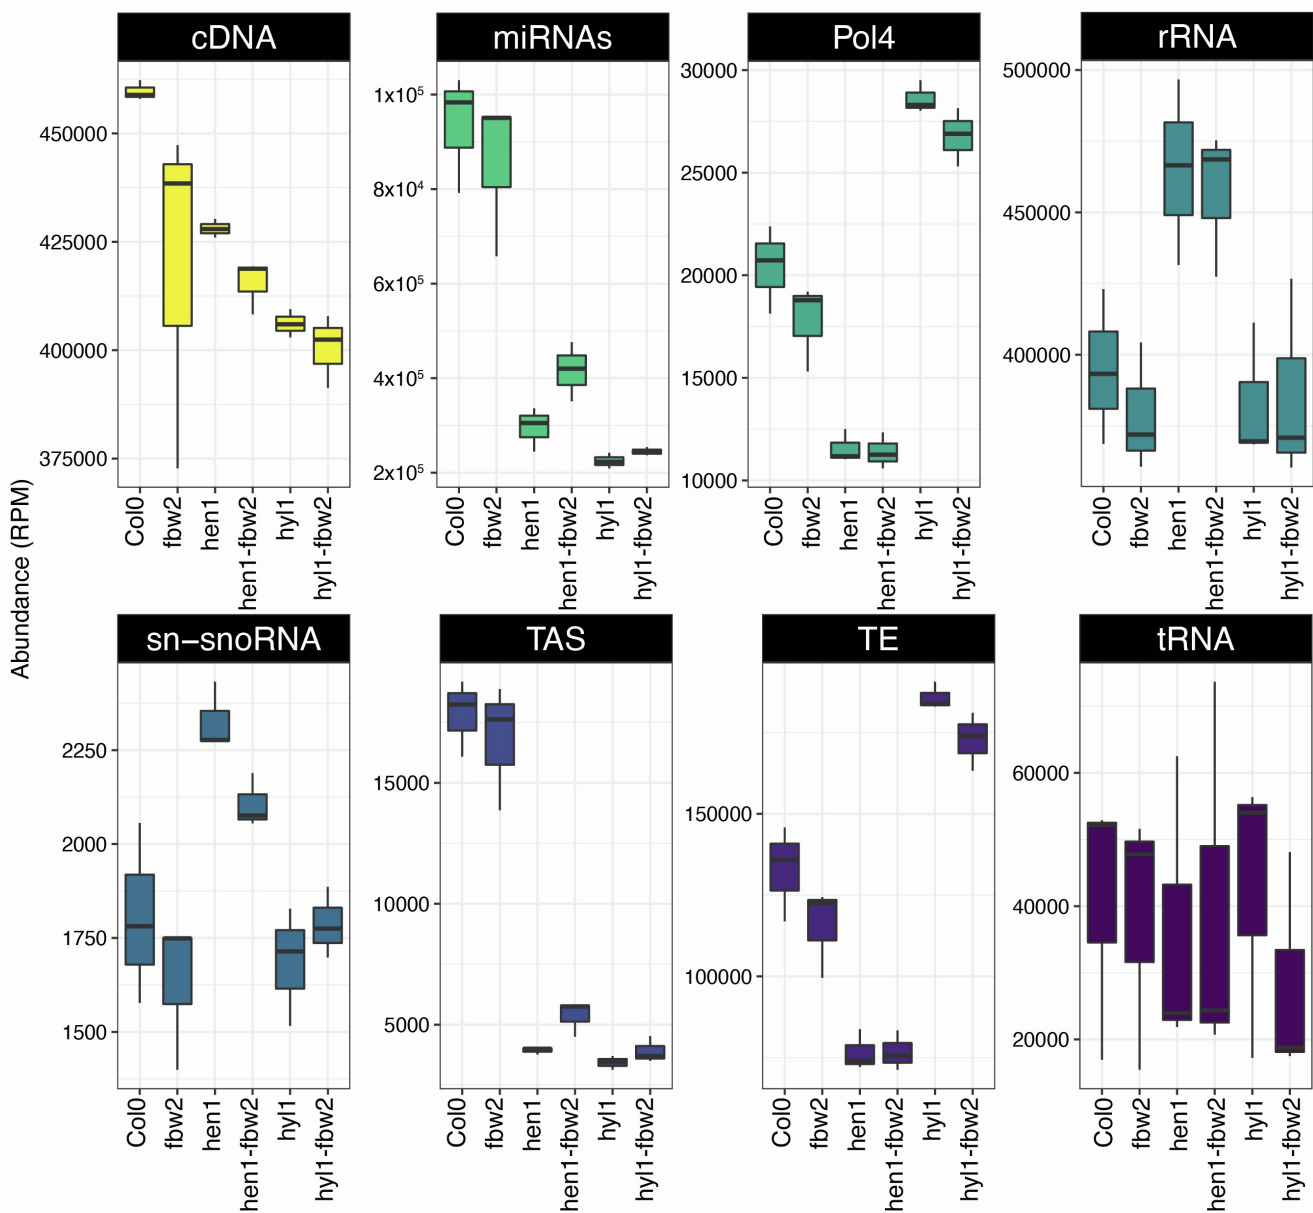 cDNA
miRNAs
Pol4
rRNA
Abundance (RPM)
450000
425000
400000
375000
1x10⁵
8x10⁴
6x10⁵
4x10⁵
2x10⁵
30000
25000
20000
15000
10000
500000
450000
400000
Col0
fbw2
hen1
hen1-fbw2
hyl1
hyl1-fbw2
Col0
fbw2
hen1
hen1-fbw2
hyl1
hyl1-fbw2
Col0
fbw2
hen1
hen1-fbw2
hyl1
hyl1-fbw2
Col0
fbw2
hen1
hen1-fbw2
hyl1
hyl1-fbw2
sn–snoRNA
TAS
TE
tRNA
2250
2000
1750
1500
15000
10000
5000
150000
100000
60000
40000
20000
Col0
fbw2
hen1
hen1-fbw2
hyl1
hyl1-fbw2
Col0
fbw2
hen1
hen1-fbw2
hyl1
hyl1-fbw2
Col0
fbw2
hen1
hen1-fbw2
hyl1
hyl1-fbw2
Col0
fbw2
hen1
hen1-fbw2
hyl1
hyl1-fbw2